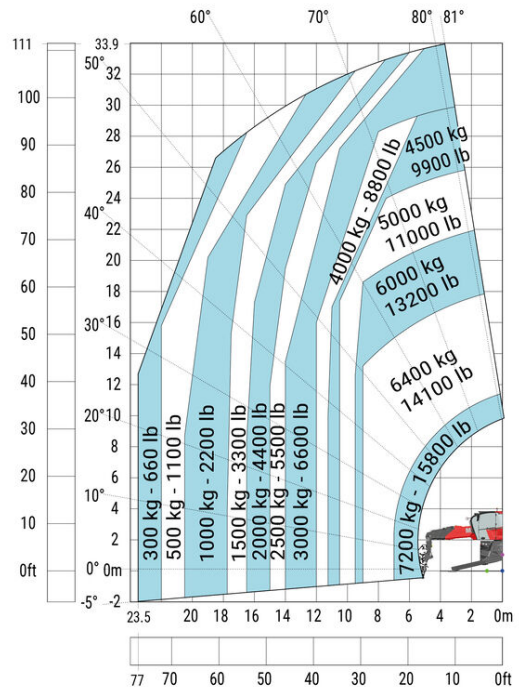 60°
70°
80°
81°
111
33.9
50°
32
100
30
90
28
4500 kg
9900 lb
26
80
24
4000 kg - 8800 lb
5000 kg
11000 lb
40°
22
70
20
60
18
6000 kg
13200 lb
30°
16
50
14
6400 kg
14100 lb
40
12
20°
10
30
8
7200 kg - 15800 lb
300 kg - 660 lb
500 kg - 1100 lb
1000 kg - 2200 lb
1500 kg - 3300 lb
2000 kg - 4400 lb
2500 kg - 5500 lb
3000 kg - 6600 lb
6
20
10°
4
10
2
0ft
0°
0m
-5°
-2
23.5
20
18
16
14
12
10
8
6
4
2
0m
77
70
60
50
40
30
20
10
0ft